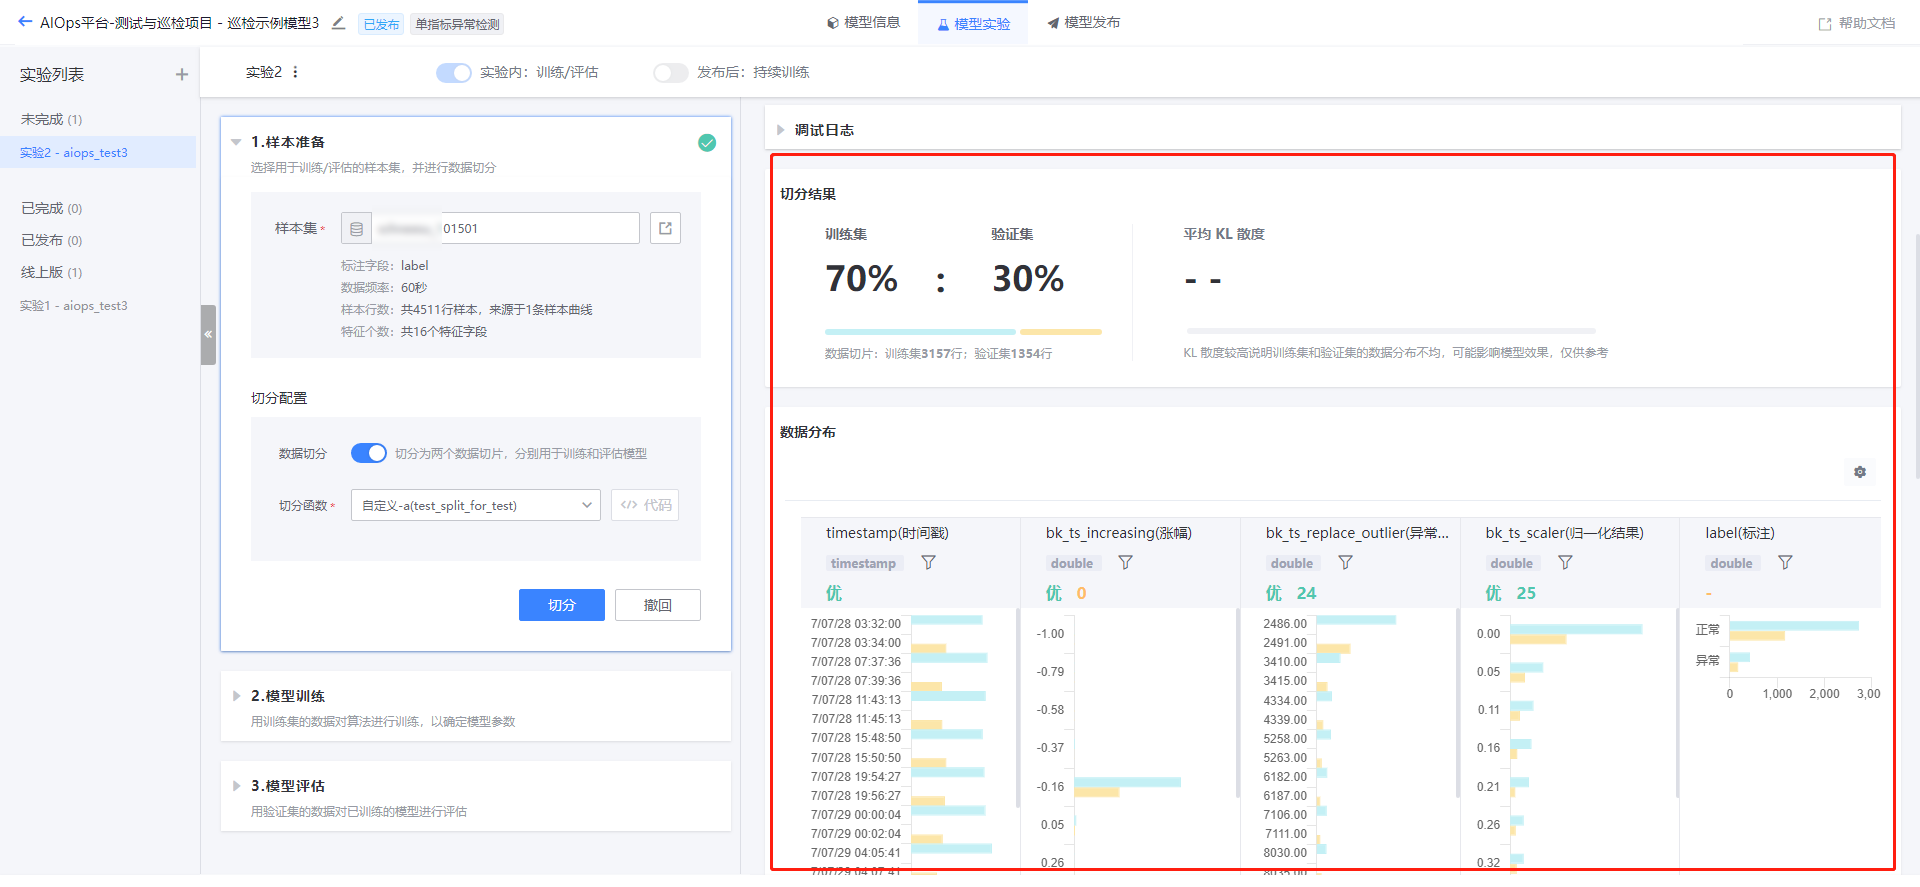 AIOps平台-测试与巡检项目 - 巡检示例模型3
已发布
单指标异常检测
模型信息
模型实验
模型发布
帮助文档
实验列表
未完成 (1)
实验2 - aiops_test3
已完成 (0)
已发布 (0)
线上版 (1)
实验1 - aiops_test3
实验2
实验内：训练/评估
发布后：持续训练
1.样本准备
选择用于训练/评估的样本集，并进行数据切分
样本集*
01501
标注字段：label
数据频率：60秒
样本行数：共4511行样本，来源于1条样本曲线
特征个数：共16个特征字段
切分配置
数据切分
切分为两个数据切片，分别用于训练和评估模型
切分函数*
自定义-a(test_split_for_test)
</> 代码
切分
撤回
2.模型训练
用训练集的数据对算法进行训练，以确定模型参数
3.模型评估
用验证集的数据对已训练的模型进行评估
调试日志
切分结果
训练集
验证集
平均 KL 散度
70%
:
30%
- -
数据切片：训练集3157行；验证集1354行
KL 散度较高说明训练集和验证集的数据分布不均，可能影响模型效果，仅供参考
数据分布
timestamp(时间戳)
timestamp
优
7/07/28 03:32:00
7/07/28 03:34:00
7/07/28 07:37:36
7/07/28 07:39:36
7/07/28 11:43:13
7/07/28 11:45:13
7/07/28 15:48:50
7/07/28 15:50:50
7/07/28 19:54:27
7/07/28 19:56:27
7/07/29 00:00:04
7/07/29 00:02:04
7/07/29 04:05:41
7/07/29 04:07:41
bk_ts_increasing(涨幅)
double
优 0
-1.00
-0.79
-0.58
-0.37
-0.16
0.05
0.26
bk_ts_replace_outlier(异常...
double
优 24
2486.00
2491.00
3410.00
3415.00
4334.00
4339.00
5258.00
5263.00
6182.00
6187.00
7106.00
7111.00
8030.00
8035.00
bk_ts_scaler(归一化结果)
double
优 25
0.00
0.05
0.11
0.16
0.21
0.26
0.32
label(标注)
double
-
正常
异常
0
1,000
2,000
3,00